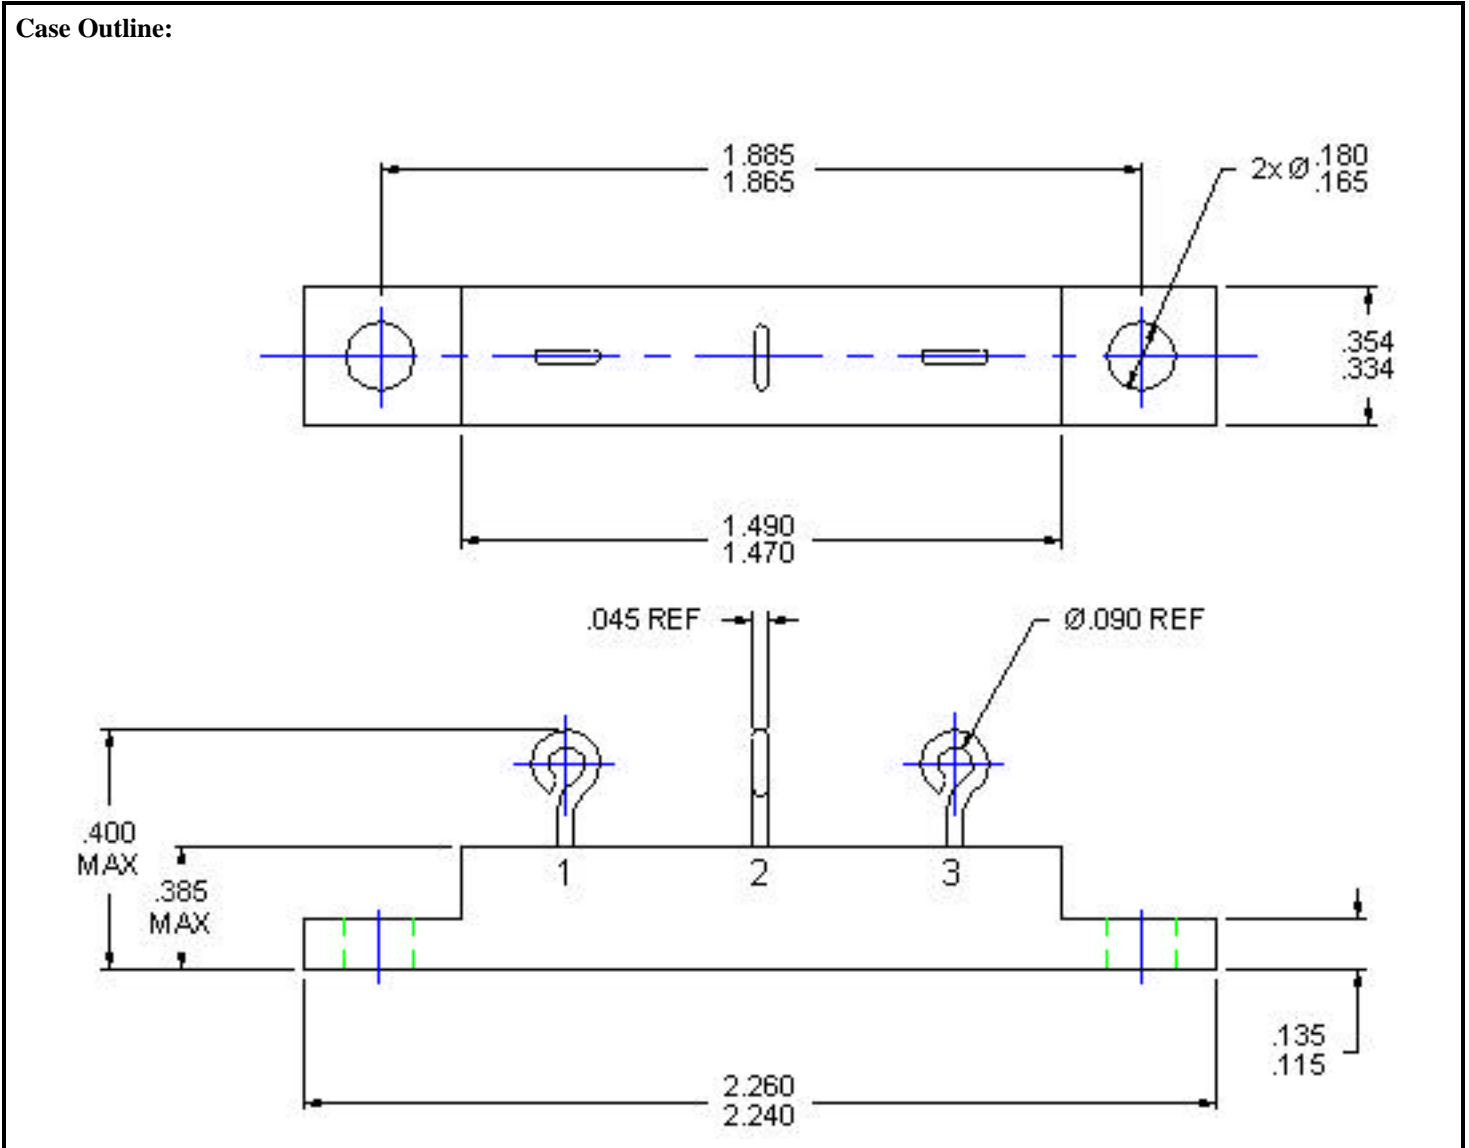 Case Outline:
1.885
1.865
2x Ø .180
.165
.354
.334
1.490
1.470
.045 REF
Ø.090 REF
.400
MAX
.385
MAX
1
2
3
.135
.115
2.260
2.240